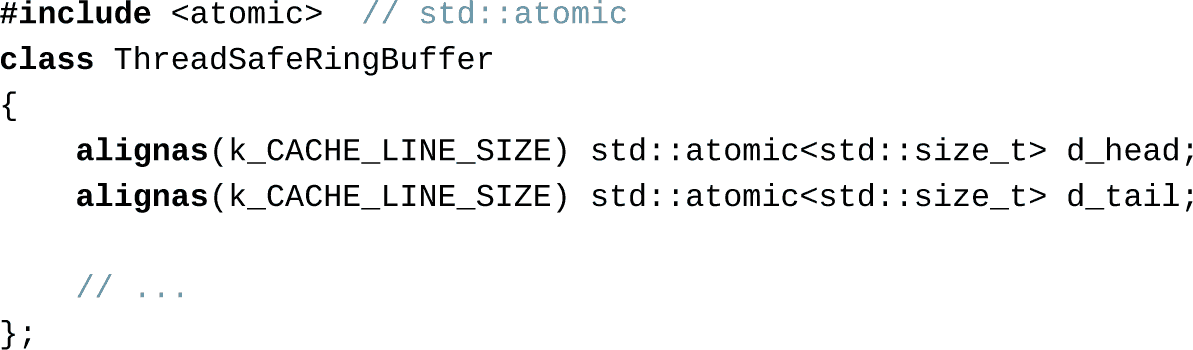 #include <atomic>  // std::atomic
class ThreadSafeRingBuffer
{
    alignas(k_CACHE_LINE_SIZE) std::atomic<std::size_t> d_head;
    alignas(k_CACHE_LINE_SIZE) std::atomic<std::size_t> d_tail;

    // ...
};